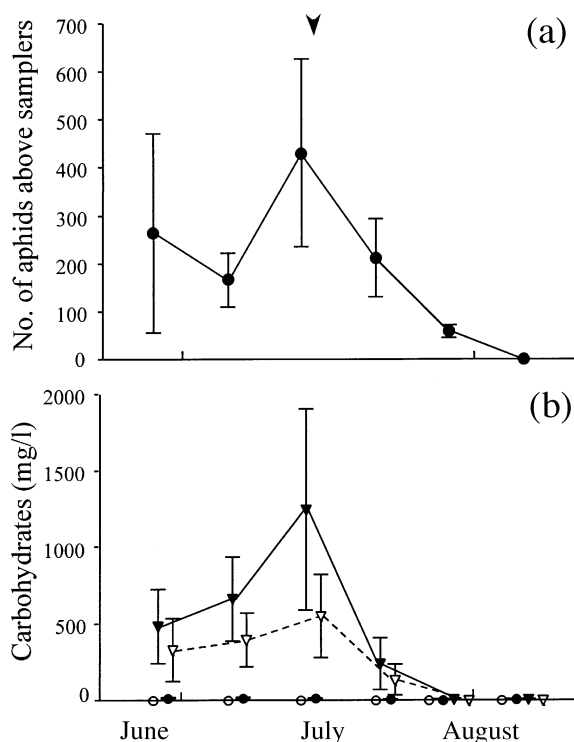 (a)
No. of aphids above samplers
700
600
500
400
300
200
100
0
(b)
Carbohydrates (mg/l)
2000
1500
1000
500
0
June July August